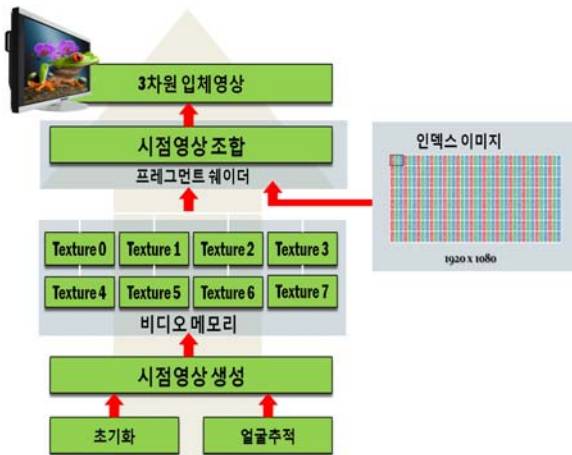 3차원 입체영상
시점영상 조합
프레그먼트 쉐이더
인덱스 이미지
1920 x 1080
Texture 0 Texture 1 Texture 2 Texture 3
Texture 4 Texture 5 Texture 6 Texture 7
비디오 메모리
시점영상 생성
초기화 얼굴추적